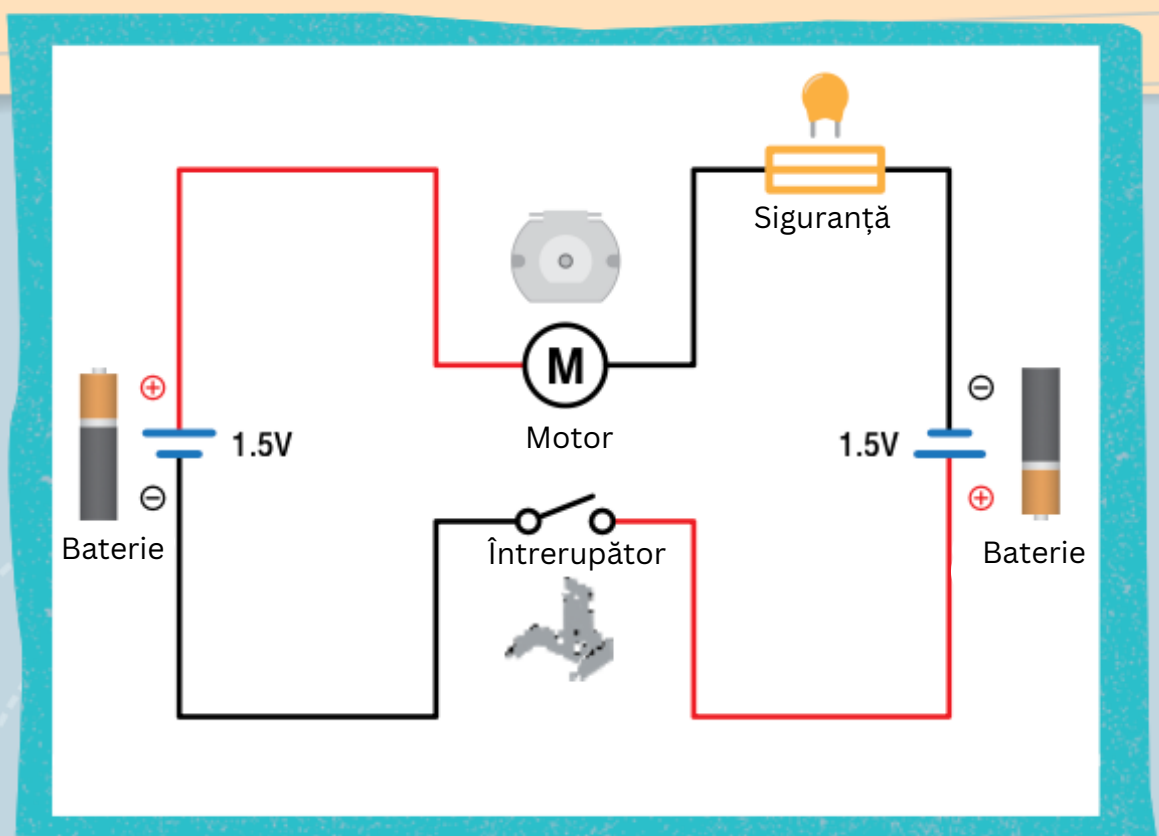 Siguranță
M
Motor
+
-
1.5V
Baterie
1.5V
-
+
Baterie
Întrerupător